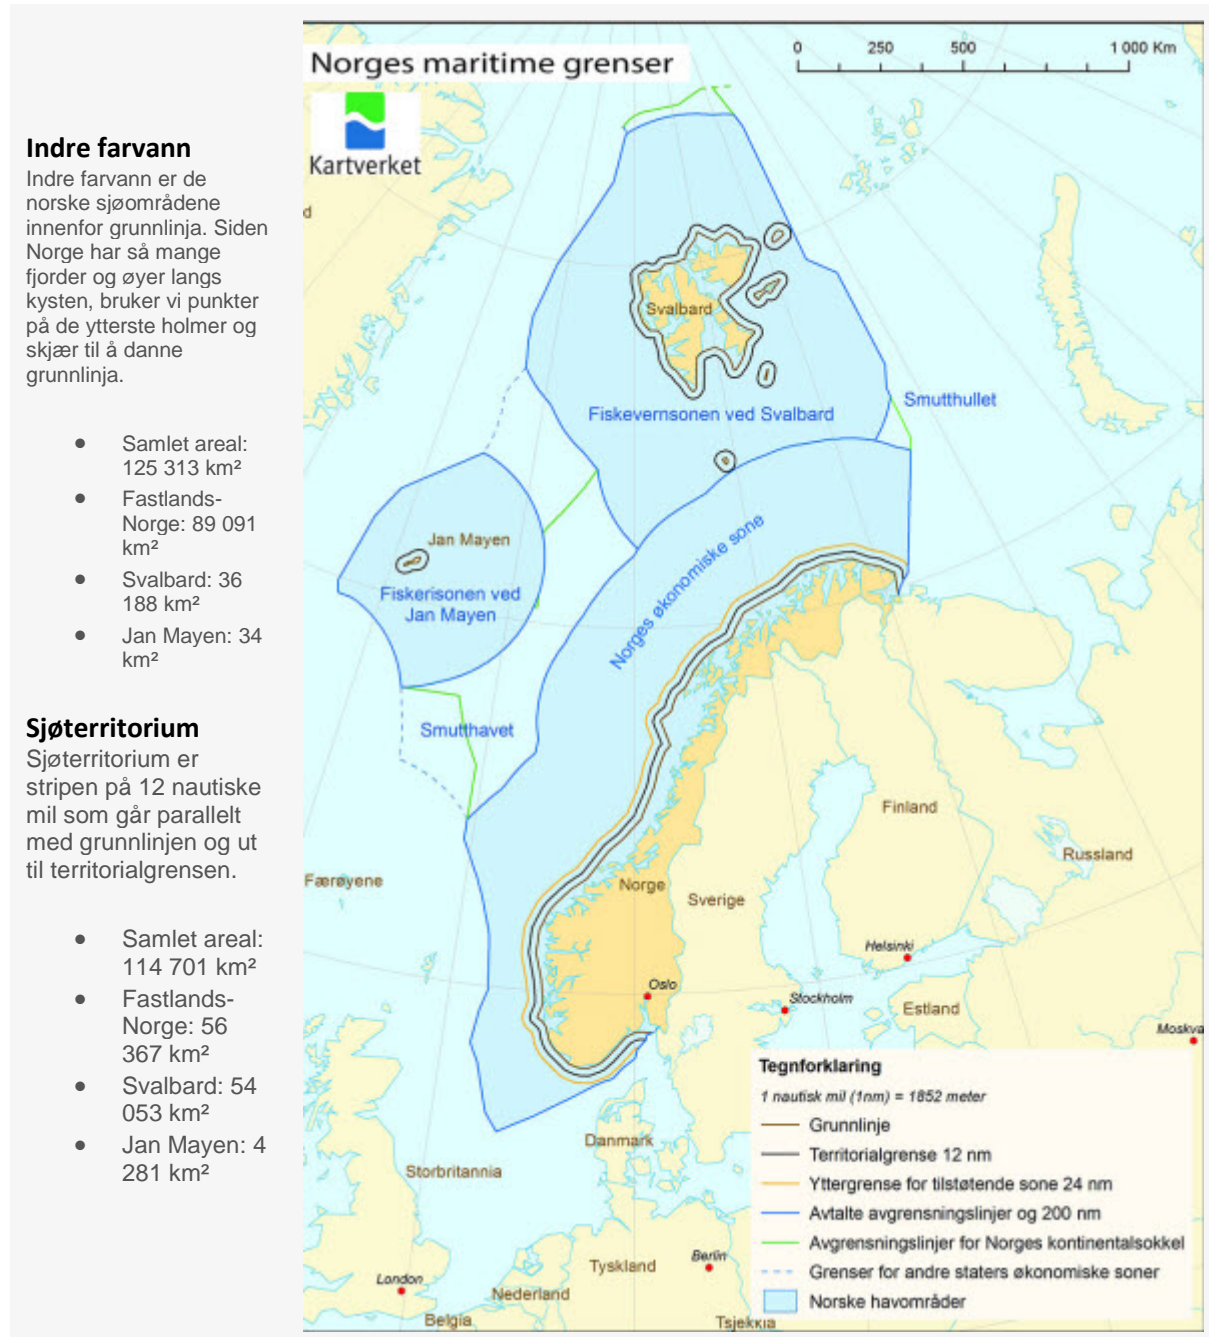 Indre farvann
Indre farvann er de
norske sjøområdene
innenfor grunnlinja. Siden
Norge har så mange
fjorder og øyer langs
kysten, bruker vi punkter
på de ytterste holmer og
skjær til å danne
grunnlinja.
• Samlet areal:
125 313 km²
• Fastlands-
Norge: 89 091
km²
• Svalbard: 36
188 km²
• Jan Mayen: 34
km²
Sjøterritorium
Sjøterritorium er
stripen på 12 nautiske
mil som går parallelt
med grunnlinjen og ut
til territorialgrensen.
• Samlet areal:
114 701 km²
• Fastlands-
Norge: 56
367 km²
• Svalbard: 54
053 km²
• Jan Mayen: 4
281 km²
Norges maritime grenser
0 250 500 1 000 Km
Kartverket
d
Svalbard
Smutthullet
Fiskevernsonen ved Svalbard
Jan Mayen
Fiskerisonen ved
Jan Mayen
Norges økonomiske sone
Smutthavet
Finland
Russland
Færøyene
Norge
Sverige
Helsinki
Oslo
Stockholm
Estland
Moskva
Danmark
Storbritannia
Tyskland
Berlin
London
Nederland
Belgia
Tsjekkia
Tegnforklaring
1 nautisk mil (1nm) = 1852 meter
Grunnlinje
Territorialgrense 12 nm
Yttergrense for tilstøtende sone 24 nm
Avtalte avgrensningslinjer og 200 nm
Avgrensningslinjer for Norges kontinentalsokkel
Grenser for andre staters økonomiske soner
Norske havområder